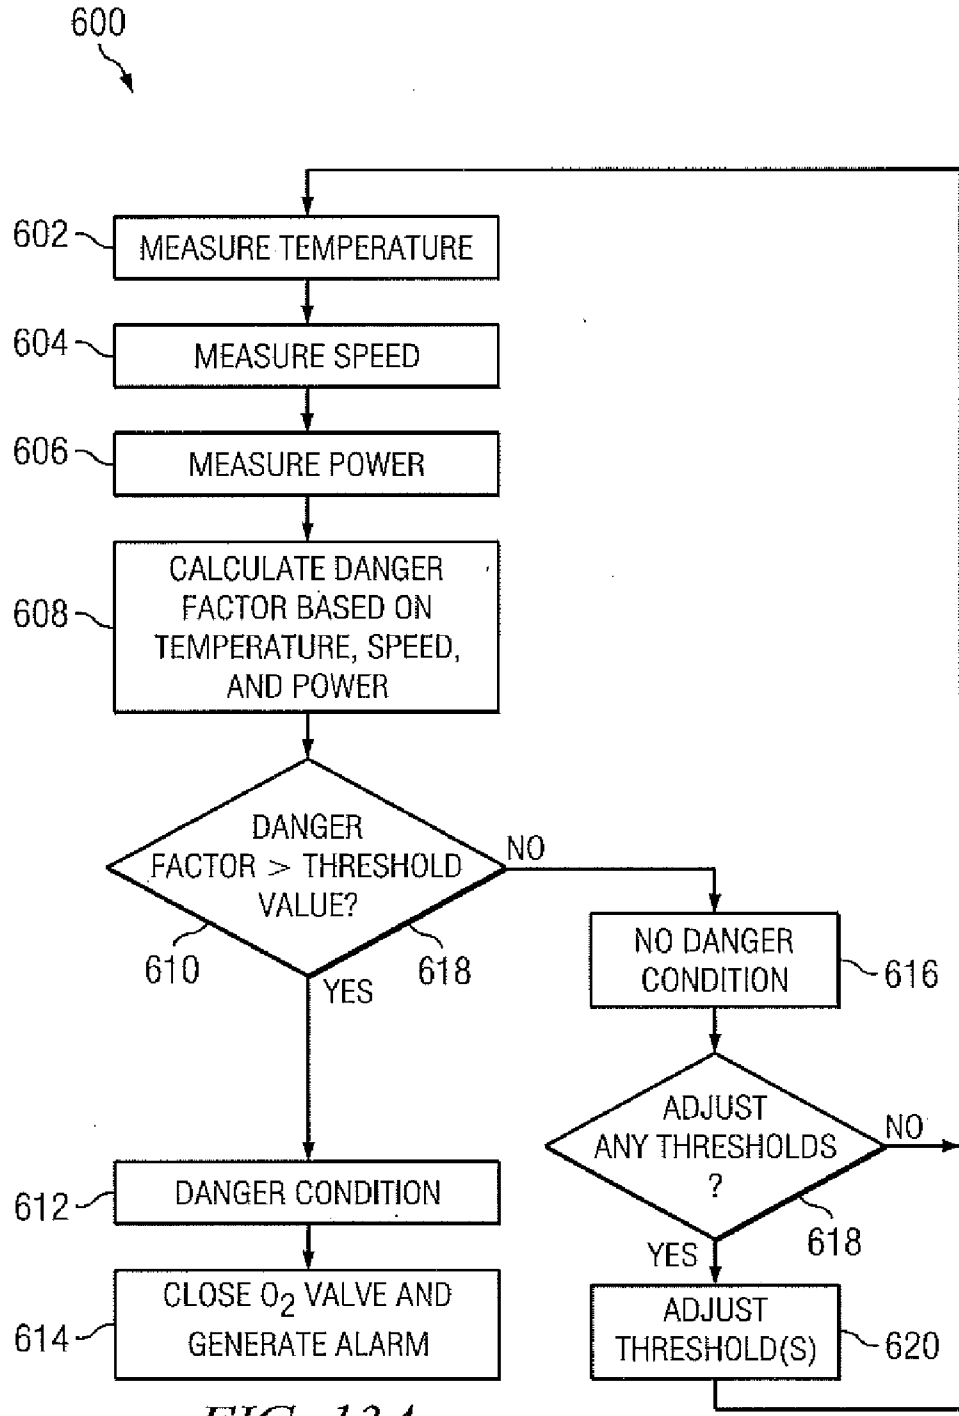 600
602
MEASURE TEMPERATURE
604
MEASURE SPEED
606
MEASURE POWER
608
CALCULATE DANGER
FACTOR BASED ON
TEMPERATURE, SPEED,
AND POWER
DANGER
FACTOR > THRESHOLD
VALUE?
NO
610
618
YES
NO DANGER
CONDITION
616
ADJUST
ANY THRESHOLDS
?
NO
618
YES
612
DANGER CONDITION
614
CLOSE O2 VALVE AND
GENERATE ALARM
ADJUST
THRESHOLD(S)
620
FIG. 13A